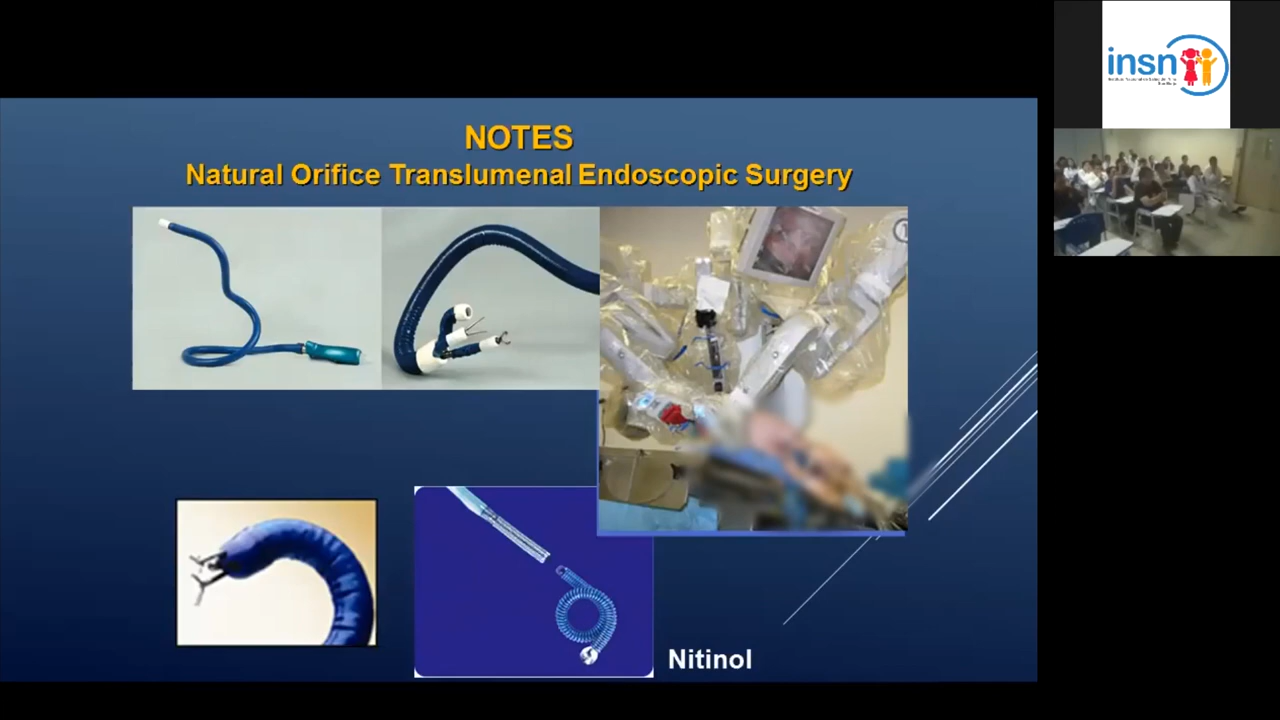 NOTES
Natural Orifice Translumenal Endoscopic Surgery
Nitinol
insn